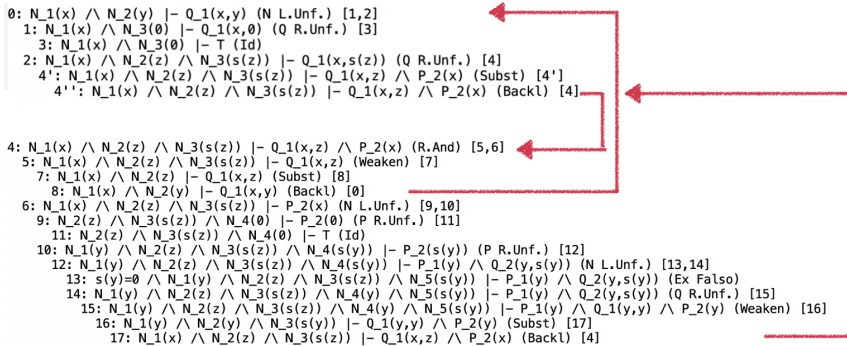 0: N_1(x) /\ N_2(y) |- Q_1(x,y) (N L.Unf.) [1,2]
1: N_1(x) /\ N_3(0) |- Q_1(x,0) (Q R.Unf.) [3]
3: N_1(x) /\ N_3(0) |- T (Id)
2: N_1(x) /\ N_2(z) /\ N_3(s(z)) |- Q_1(x,s(z)) (Q R.Unf.) [4]
4': N_1(x) /\ N_2(z) /\ N_3(s(z)) |- Q_1(x,z) /\ P_2(x) (Subst) [4']
4'': N_1(x) /\ N_2(z) /\ N_3(s(z)) |- Q_1(x,z) /\ P_2(x) (Backl) [4]
4: N_1(x) /\ N_2(z) /\ N_3(s(z)) |- Q_1(x,z) /\ P_2(x) (R.And) [5,6]
5: N_1(x) /\ N_2(z) /\ N_3(s(z)) |- Q_1(x,z) (Weaken) [7]
7: N_1(x) /\ N_2(z) |- Q_1(x,z) (Subst) [8]
8: N_1(x) /\ N_2(y) |- Q_1(x,y) (Backl) [0]
6: N_1(x) /\ N_2(z) /\ N_3(s(z)) |- P_2(x) (N L.Unf.) [9,10]
9: N_2(z) /\ N_3(s(z)) /\ N_4(0) |- P_2(0) (P R.Unf.) [11]
11: N_2(z) /\ N_3(s(z)) /\ N_4(0) |- T (Id)
10: N_1(y) /\ N_2(z) /\ N_3(s(z)) /\ N_4(s(y)) |- P_2(s(y)) (P R.Unf.) [12]
12: N_1(y) /\ N_2(z) /\ N_3(s(z)) /\ N_4(s(y)) |- P_1(y) /\ Q_2(y,s(y)) (N L.Unf.) [13,14]
13: s(y)=0 /\ N_1(y) /\ N_2(z) /\ N_3(s(z)) /\ N_5(s(y)) |- P_1(y) /\ Q_2(y,s(y)) (Ex Falso)
14: N_1(y) /\ N_2(z) /\ N_3(s(z)) /\ N_4(y) /\ N_5(s(y)) |- P_1(y) /\ Q_2(y,s(y)) (Q R.Unf.) [15]
15: N_1(y) /\ N_2(z) /\ N_3(s(z)) /\ N_4(y) /\ N_5(s(y)) |- P_1(y) /\ Q_1(y,y) /\ P_2(y) (Weaken) [16]
16: N_1(y) /\ N_2(y) /\ N_3(s(y)) |- Q_1(y,y) /\ P_2(y) (Subst) [17]
17: N_1(x) /\ N_2(z) /\ N_3(s(z)) |- Q_1(x,z) /\ P_2(x) (Backl) [4]